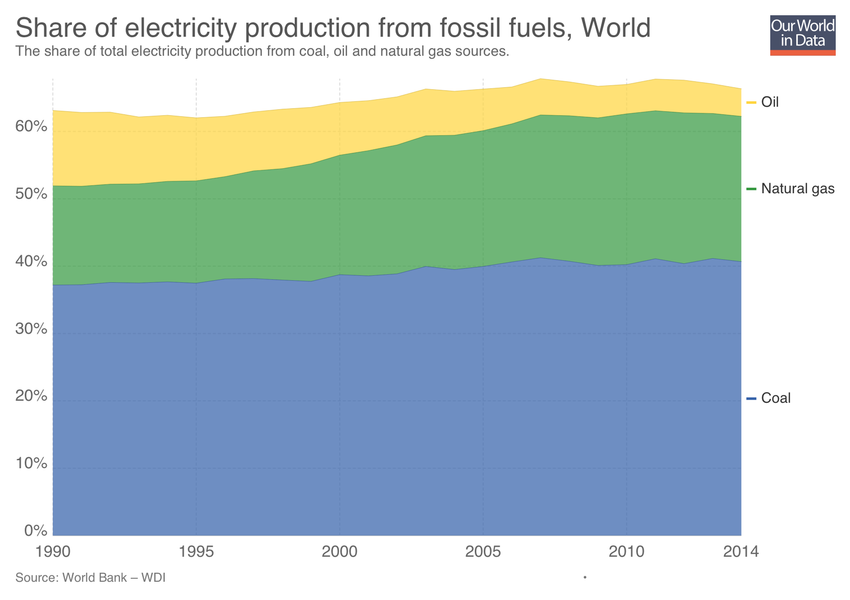 Share of electricity production from fossil fuels, World
The share of total electricity production from coal, oil and natural gas sources.
Our World
in Data
Oil
60%
Natural gas
50%
40%
30%
Coal
20%
10%
0%
1990 1995 2000 2005 2010 2014
Source: World Bank – WDI